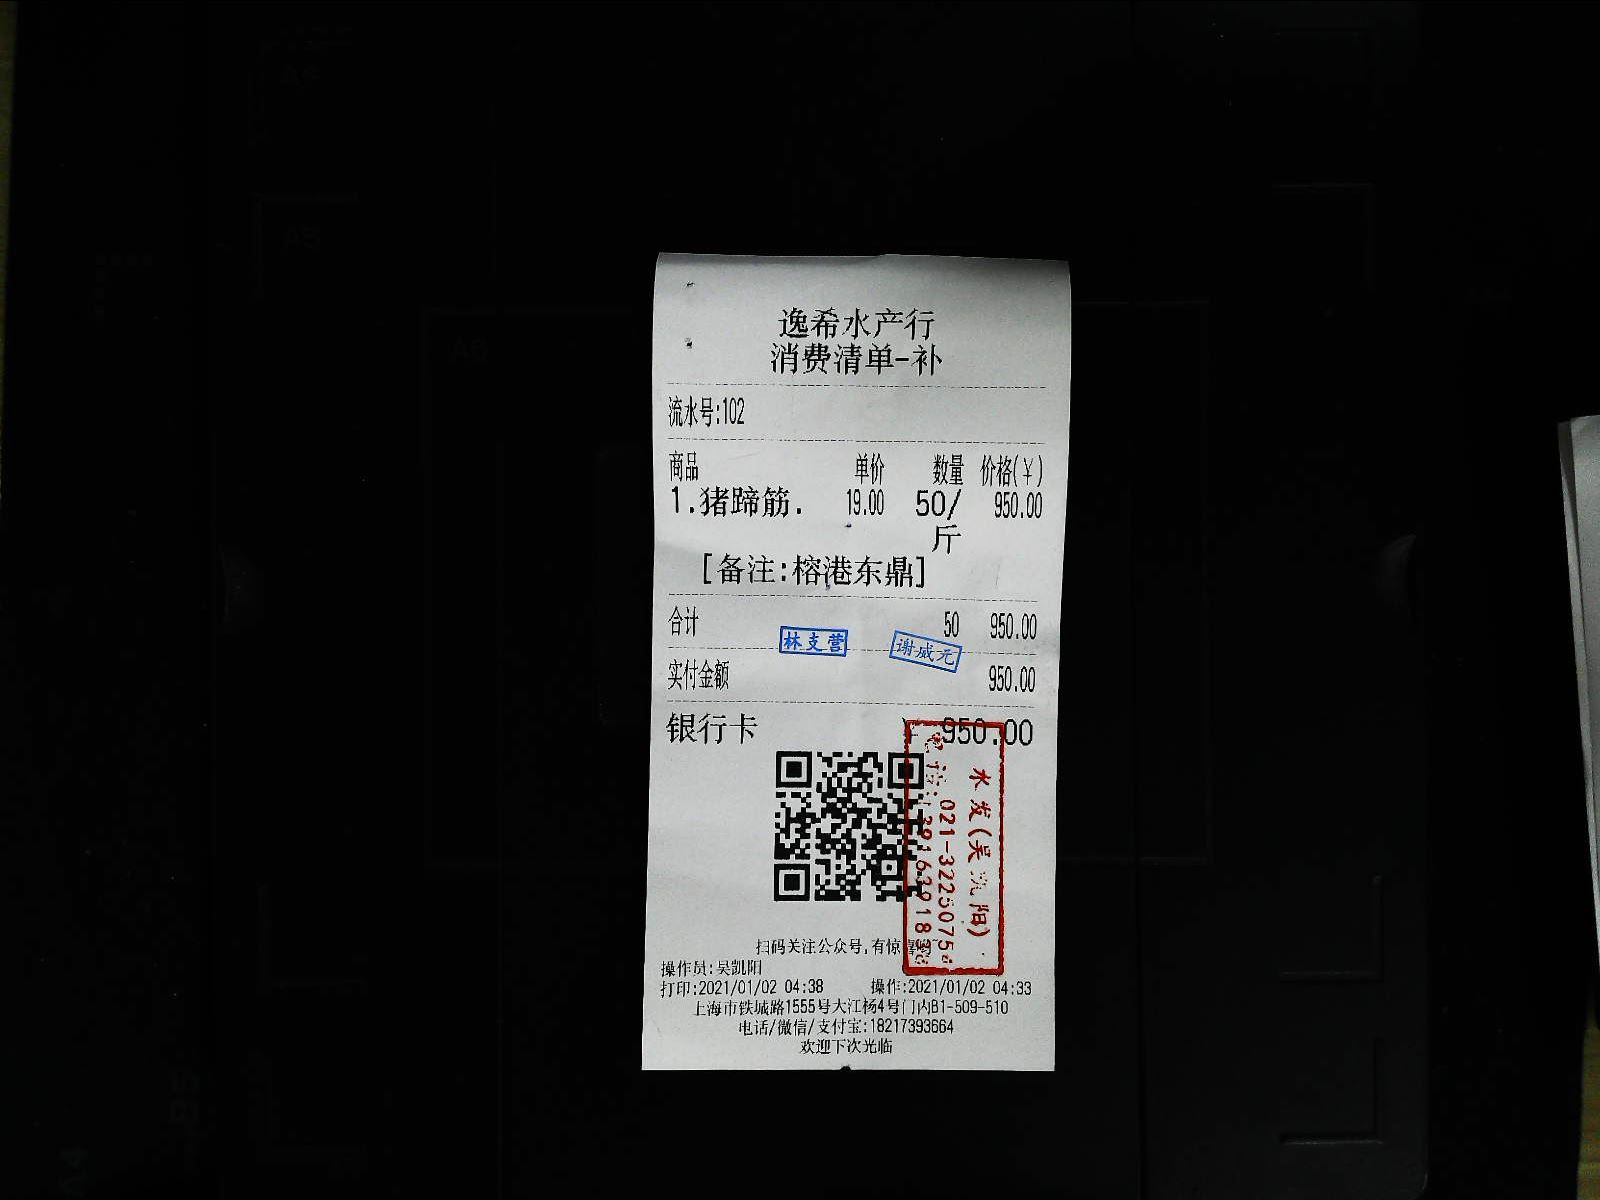 逸希水产行
消费清单-补
流水号:102
商品 单价 数量 价格(¥)
1.猪蹄筋. 19.00 50/斤 950.00
[备注:榕港东鼎]
合计 50 950.00
林支营 谢威元
实付金额 950.00
银行卡 ¥ 950.00
水发(吴凯阳)
021-32250754
扫码关注公众号,有惊喜哟~
操作员:吴凯阳
打印:2021/01/02 04:38 操作:2021/01/02 04:33
上海市铁城路1555号大江杨4号门内B1-509-510
电话/微信/支付宝:18217393664
欢迎下次光临